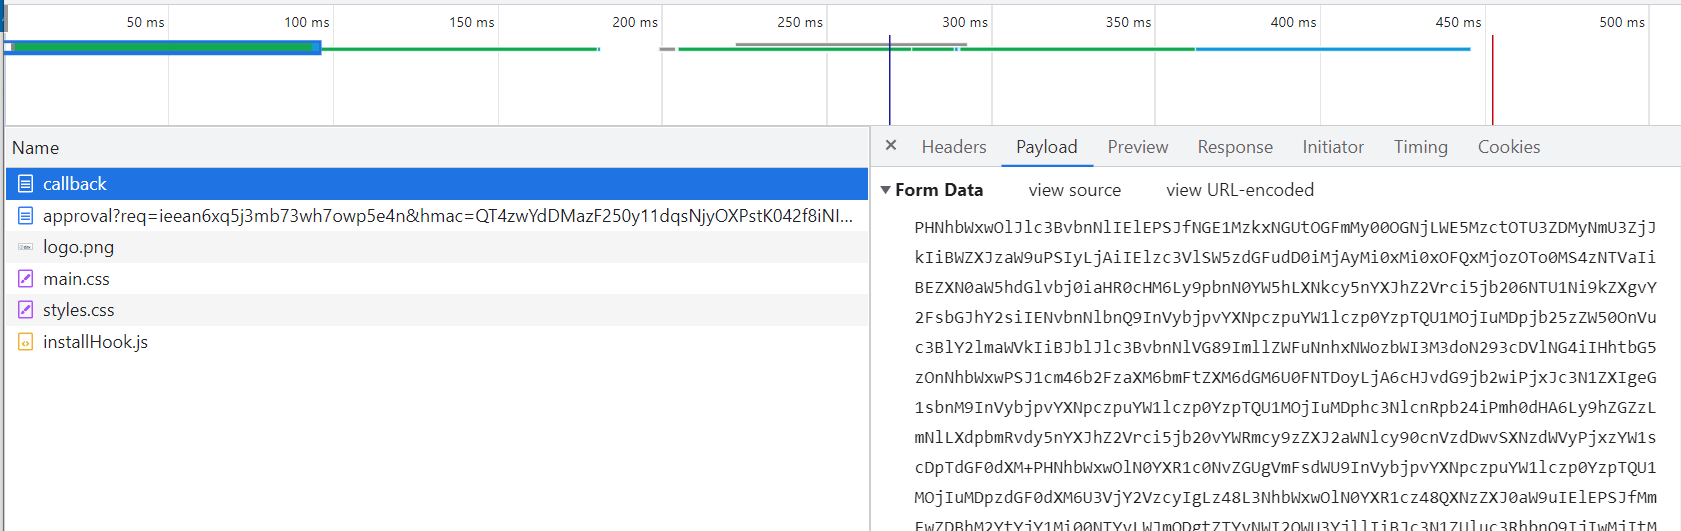 50 ms 100 ms 150 ms 200 ms 250 ms 300 ms 350 ms 400 ms 450 ms 500 ms
Name
callback
approval?req=ieean6xq5j3mb73wh7owp5e4n&hmac=QT4zwYdDMazF250y11dqsNjyOXPstK042f8iNI...
logo.png
main.css
styles.css
installHook.js
× Headers Payload Preview Response Initiator Timing Cookies
Form Data view source view URL-encoded
PHNhbWxwOlJlc3BvbnNlIElEPSJfNGE1MzkxNGUtOGFmMy00OGNjLWE5MzctOTU3ZDMyNmU3ZjJ
kIiBWZXJzaW9uPSIyLjAiIElzc3VlSW5zdGFudD0iMjAyMi0xMi0xOFQxMjozOTo0MS4zNTVaIi
BEZXN0aW5hdGlvbj0iaHR0cHM6Ly9pbnN0YW5hLXNkcy5nYXJhZ2Vrci5jb206NTU1Ni9kZXgvY
2FsbGJhY2siIENvbnNlbnQ9InVybjpvYXNpczpuYW1lczp0YzpTQU1MOjIuMDpjb25zZW50OnVu
c3BlY2lmaWVkIiBJblJlc3BvbnNlVG89ImllZWFuNnhxNWozbWI3M3doN293cDVlNG4iIHhtbG5
zOnNhbWxwPSJ1cm46b2FzaXM6bmFtZXM6dGM6U0FNTDoyLjA6cHJvdG9jb2wiPjxJc3N1ZXIgeG
1sbnM9InVybjpvYXNpczpuYW1lczp0YzpTQU1MOjIuMDphc3NlcnRpb24iPmh0dHA6Ly9hZGZzL
mNlLXdpbmRvdy5nYXJhZ2Vrci5jb20vYWRmcy9zZXJ2aWNlcy90cnVzdDwvSXNzdWVyPjxzYW1s
cDpTdGF0dXM+PHNhbWxwOlN0YXR1c0NvZGUgVmFsdWU9InVybjpvYXNpczpuYW1lczp0YzpTQU1
MOjIuMDpzdGF0dXM6U3VjY2VzcyIgLz48L3NhbWxwOlN0YXR1cz48QXNzZXJ0aW9uIElEPSJfMm